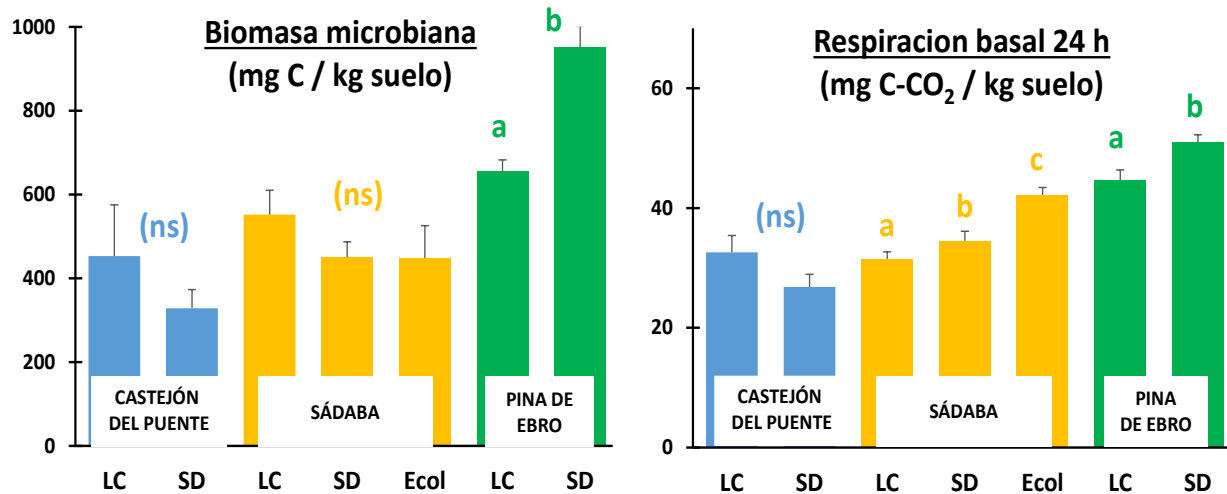 Biomasa microbiana
(mg C / kg suelo)
1000
800
600
400
200
0
(ns)
(ns)
a
b
CASTEJÓN
DEL PUENTE
SÁDABA
PINA DE
EBRO
LC
SD
LC
SD
Ecol
LC
SD
Respiracion basal 24 h
(mg C-CO₂ / kg suelo)
60
40
20
0
(ns)
a
b
c
a
b
CASTEJÓN
DEL PUENTE
SÁDABA
PINA
DE EBRO
LC
SD
LC
SD
Ecol
LC
SD